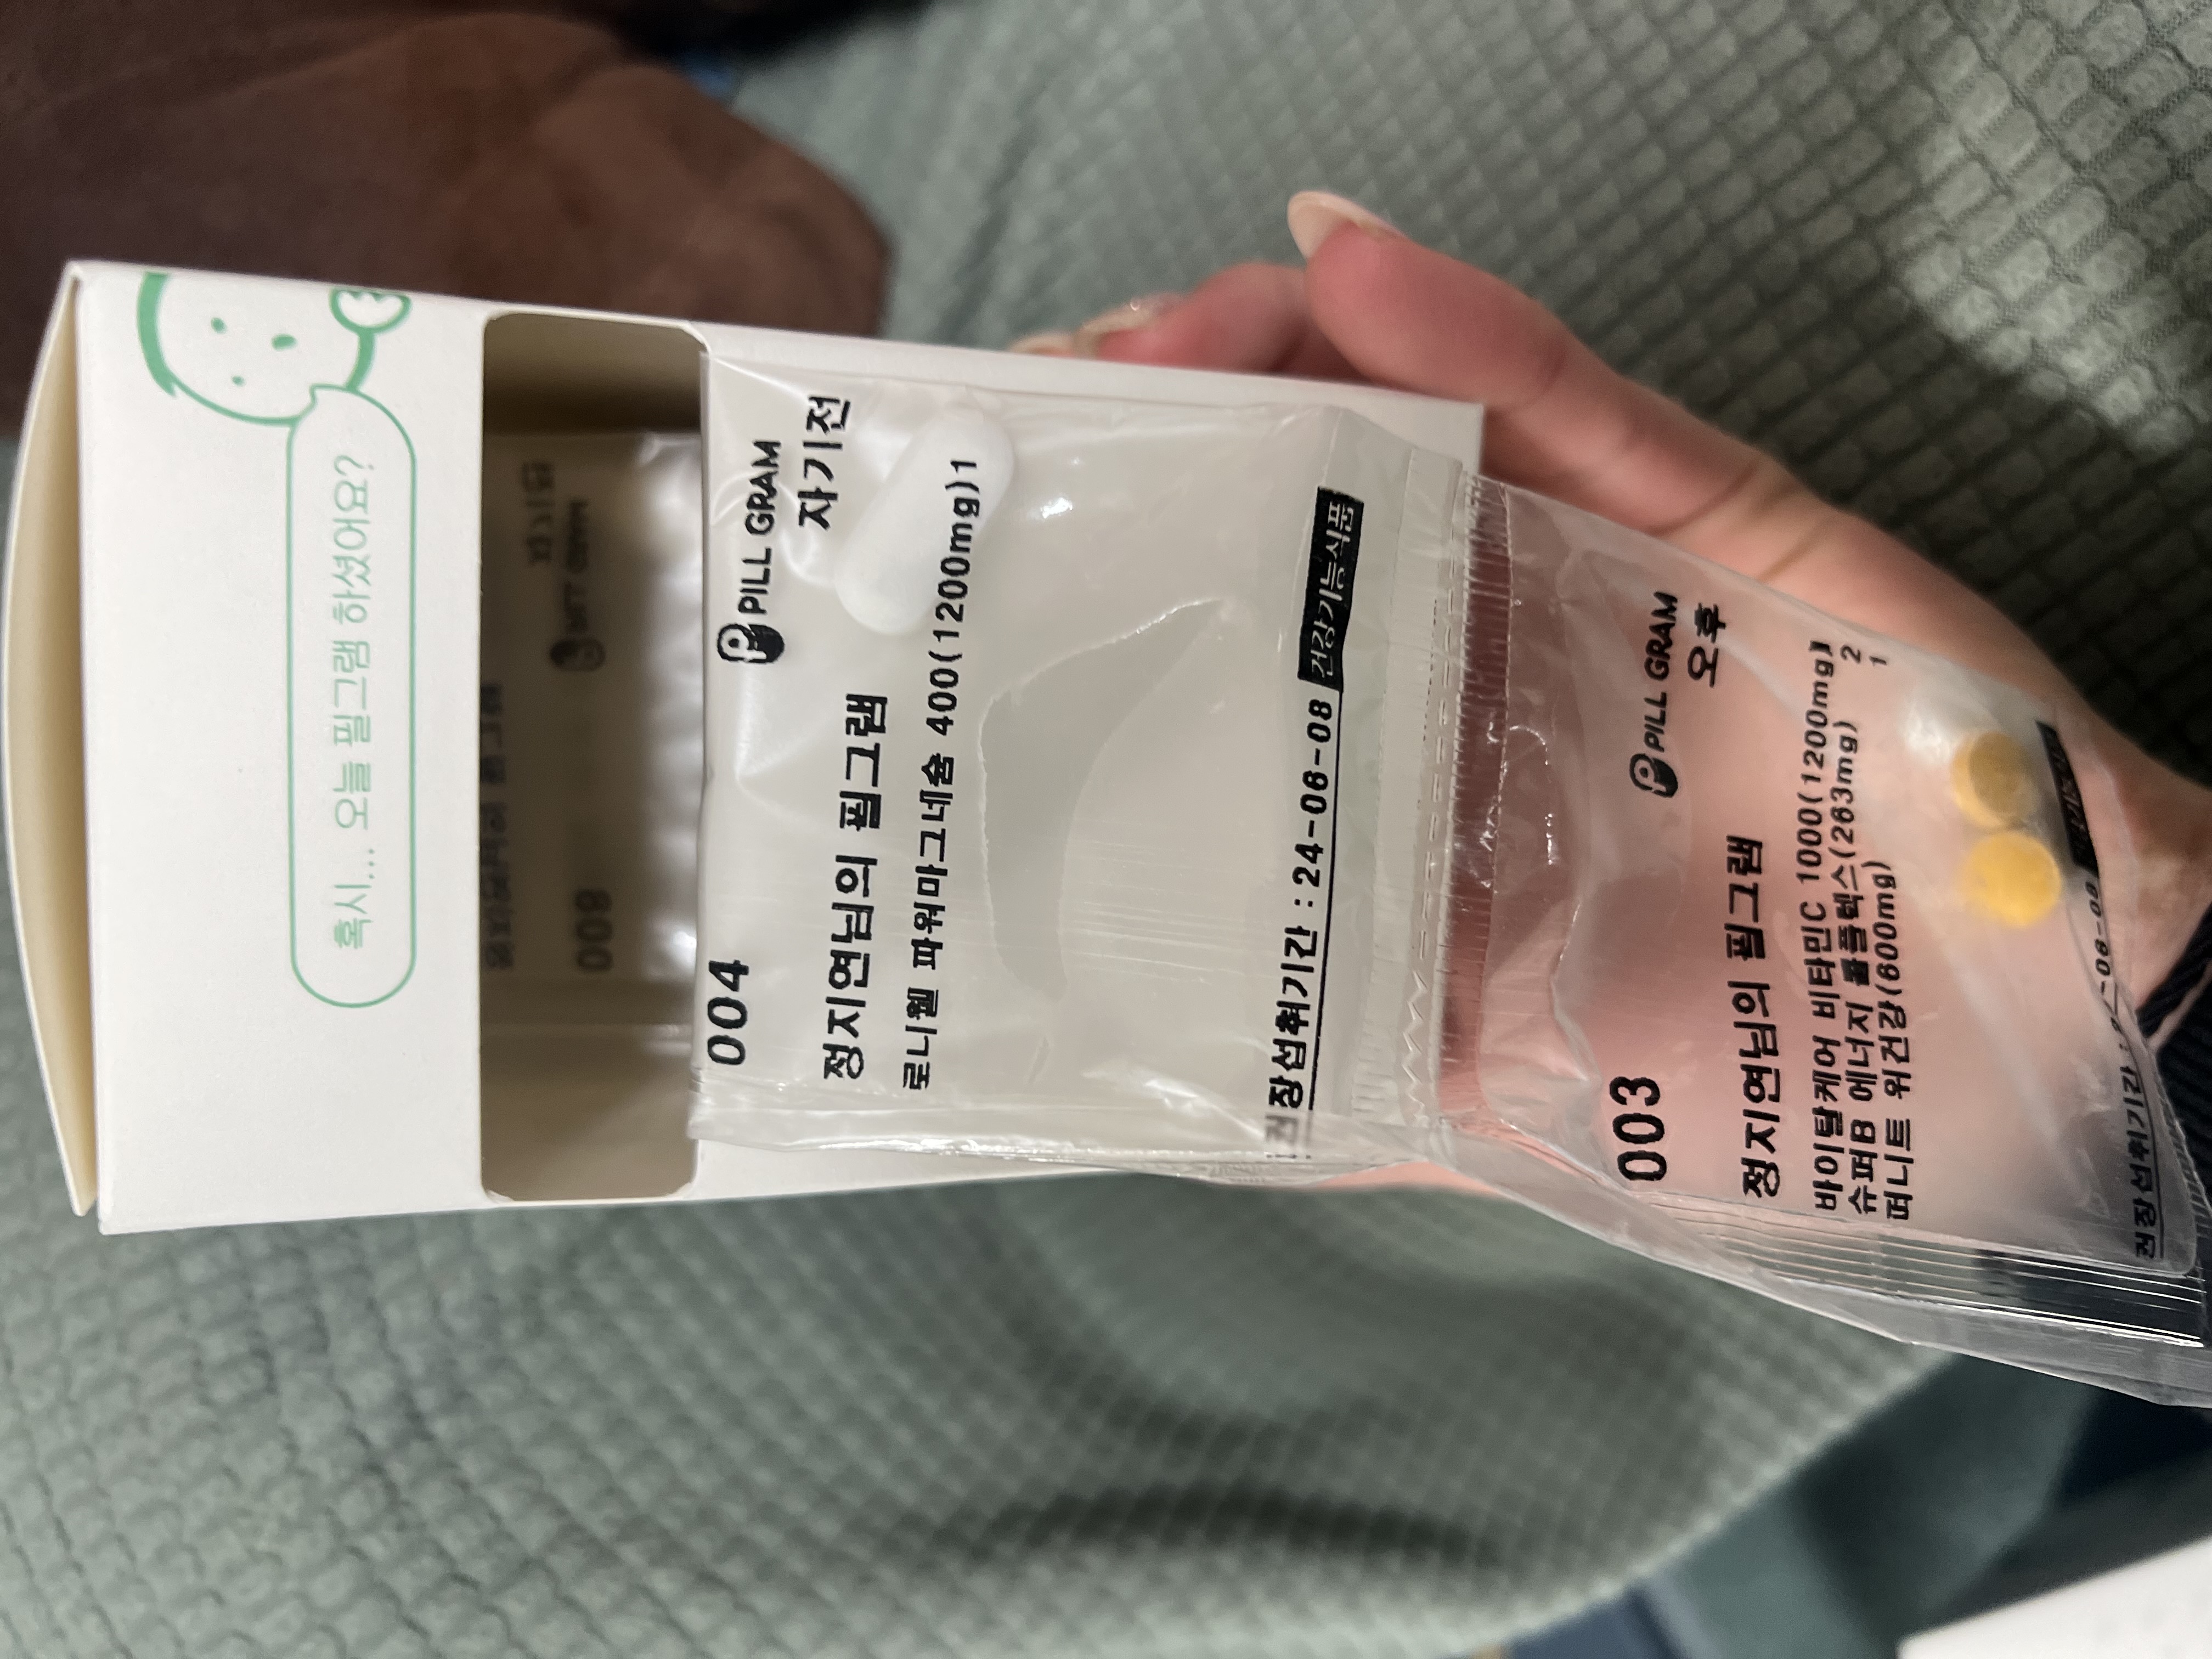 혹시... 오늘 필그램 하셨어요?
008
004
PILL GRAM
자기전
정지연님의 필그램
로니웰 파워마그네슘 400(1200mg)1
권장섭취기간 : 24-06-08 건강기능식품
003
PILL GRAM
오후
정지연님의 필그램
바이탈케어 비타민C 1000(1200mg)1
슈퍼B 에너지 콤플렉스(263mg) 2
퍼니트 위건강(600mg) 1
권장섭취기간 :